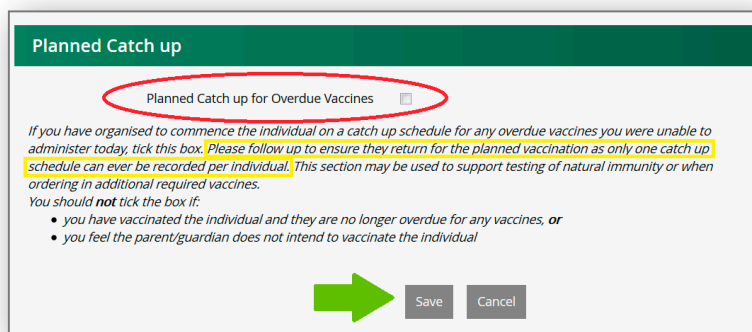 Planned Catch up
Planned Catch up for Overdue Vaccines
If you have organised to commence the individual on a catch up schedule for any overdue vaccines you were unable to
administer today, tick this box. Please follow up to ensure they return for the planned vaccination as only one catch up
schedule can ever be recorded per individual. This section may be used to support testing of natural immunity or when
ordering in additional required vaccines.
You should not tick the box if:
• you have vaccinated the individual and they are no longer overdue for any vaccines, or
• you feel the parent/guardian does not intend to vaccinate the individual
Save Cancel